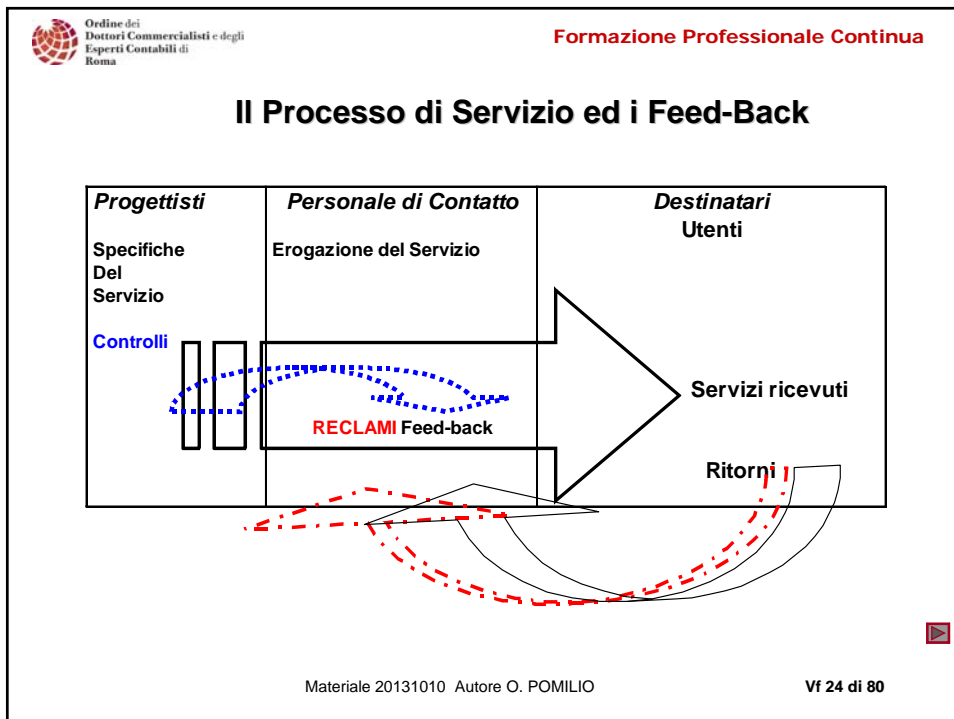 Ordine dei
Dottori Commercialisti e degli
Esperti Contabili di
Roma
Formazione Professionale Continua
Il Processo di Servizio ed i Feed-Back
Progettisti
Specifiche
Del
Servizio
Controlli
Personale di Contatto
Erogazione del Servizio
RECLAMI Feed-back
Destinatari
Utenti
Servizi ricevuti
Ritorni
Materiale 20131010 Autore O. POMILIO
Vf 24 di 80